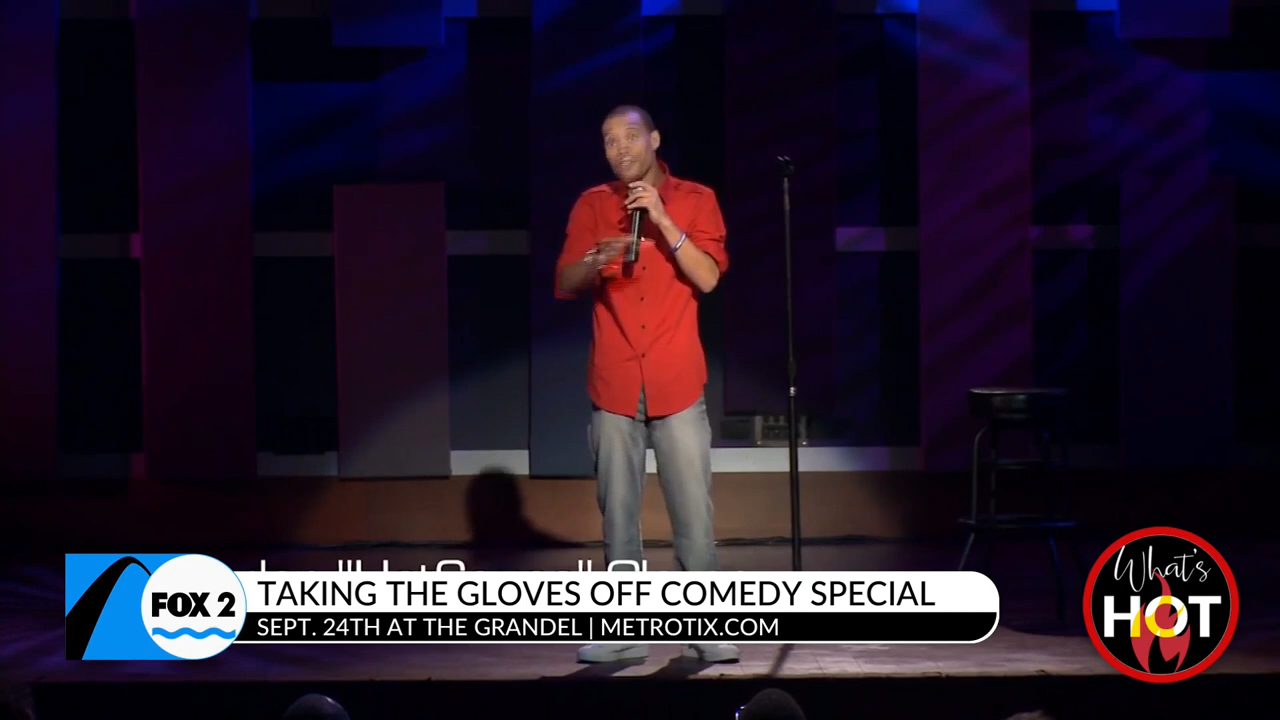 TAKING THE GLOVES OFF COMEDY SPECIAL
FOX 2
SEPT. 24TH AT THE GRANDEL | METROTIX.COM
What's
HOT